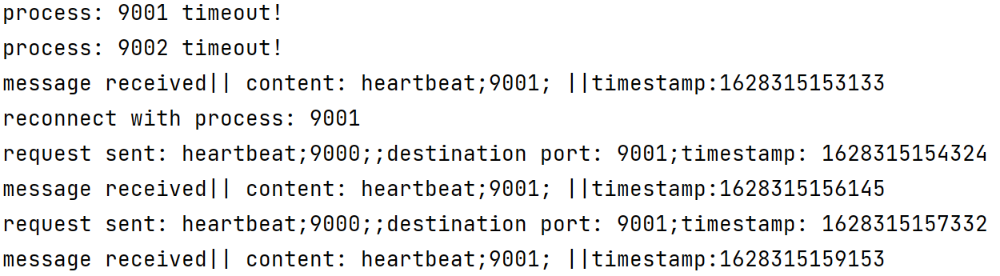 process: 9001 timeout!
process: 9002 timeout!
message received|| content: heartbeat;9001; ||timestamp:1628315153133
reconnect with process: 9001
request sent: heartbeat;9000;;destination port: 9001;timestamp: 1628315154324
message received|| content: heartbeat;9001; ||timestamp:1628315156145
request sent: heartbeat;9000;;destination port: 9001;timestamp: 1628315157332
message received|| content: heartbeat;9001; ||timestamp:1628315159153